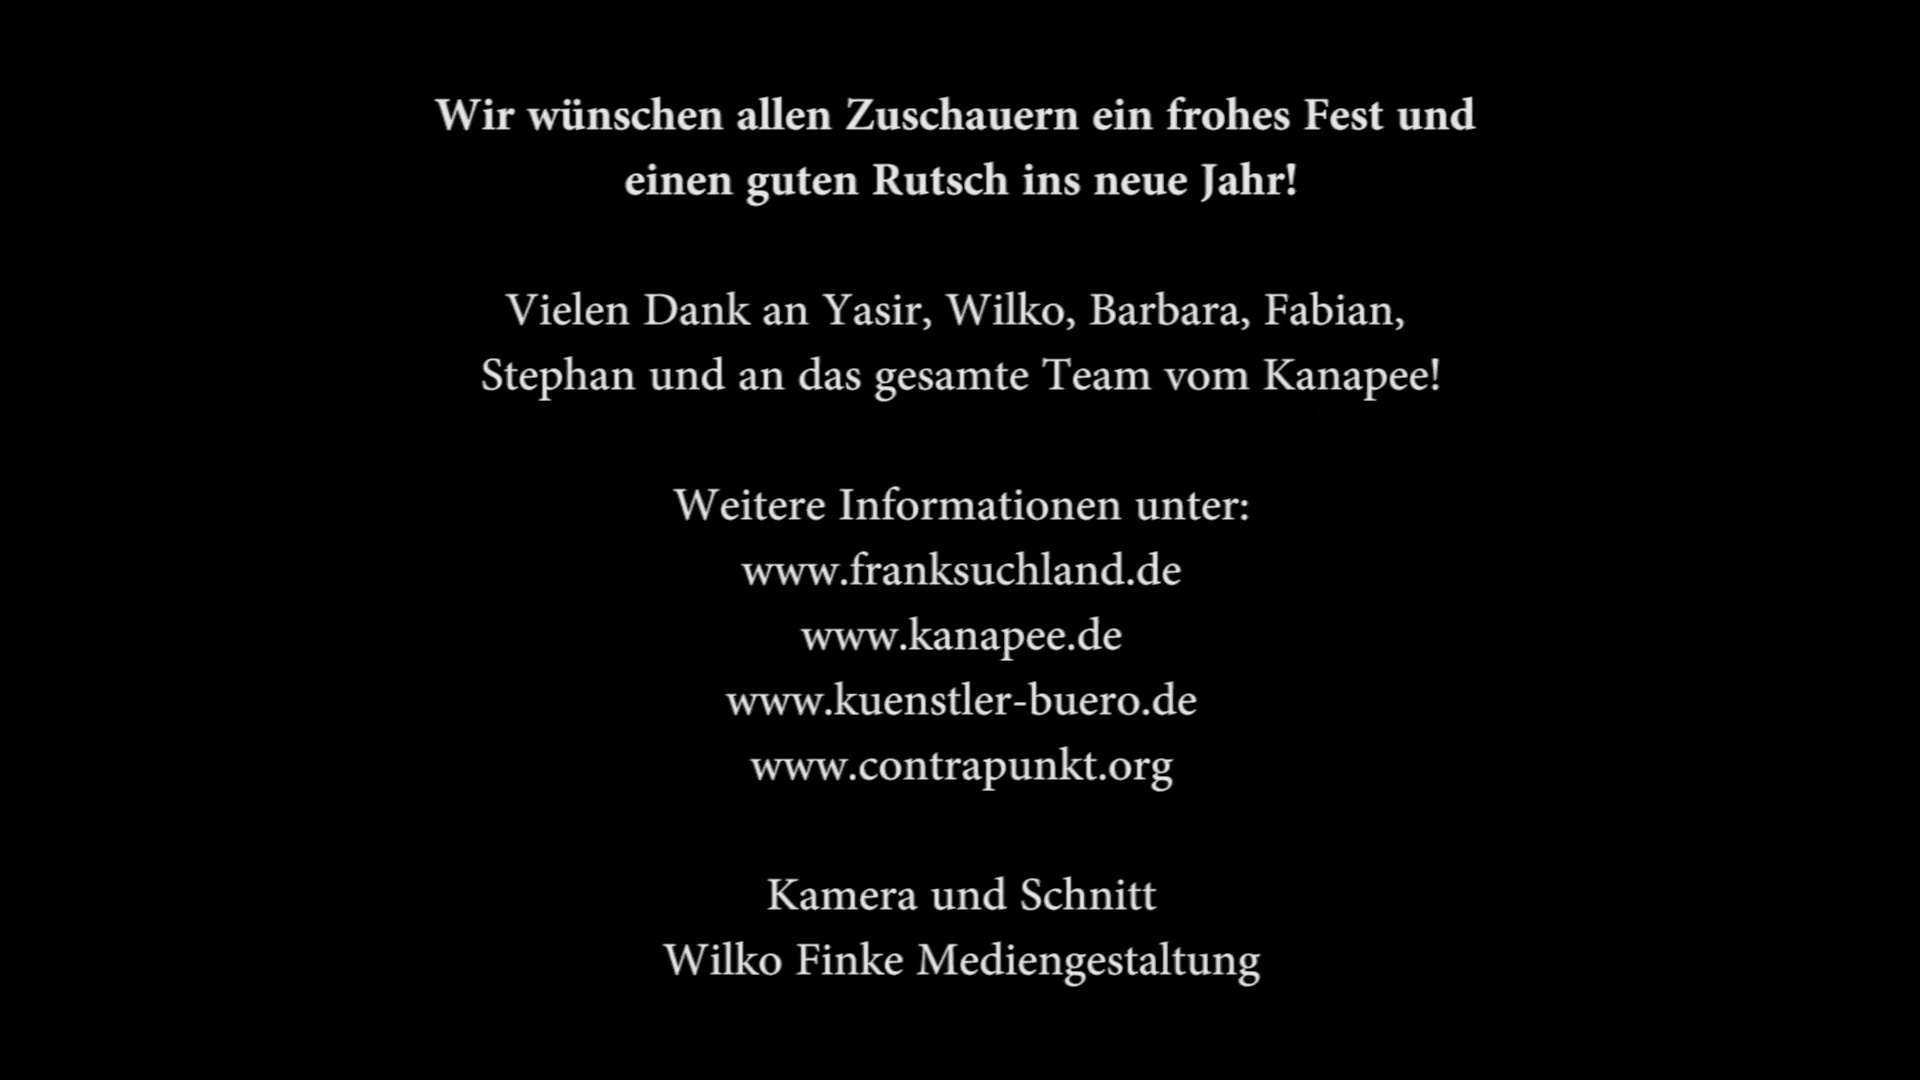 Wir wünschen allen Zuschauern ein frohes Fest und
einen guten Rutsch ins neue Jahr!
Vielen Dank an Yasir, Wilko, Barbara, Fabian,
Stephan und an das gesamte Team vom Kanapee!
Weitere Informationen unter:
www.franksuchland.de
www.kanapee.de
www.kuenstler-buero.de
www.contrapunkt.org
Kamera und Schnitt
Wilko Finke Mediengestaltung